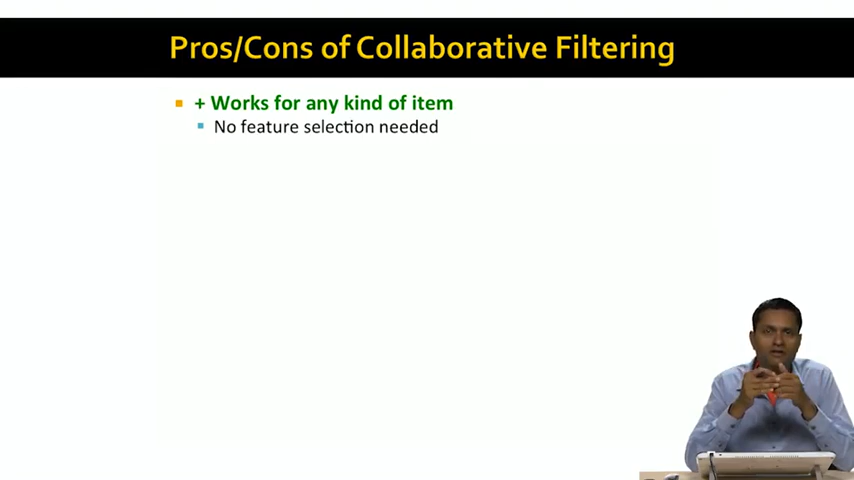 Pros/Cons of Collaborative Filtering
+ Works for any kind of item
No feature selection needed